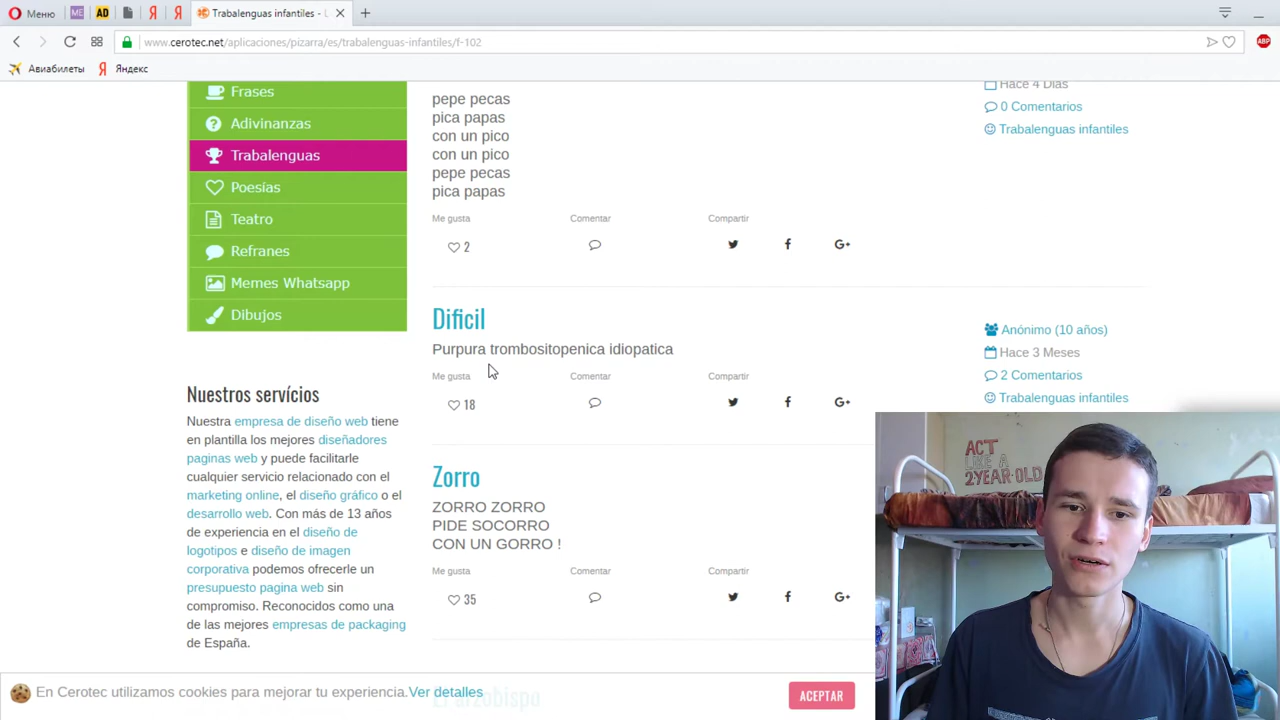 Меню
ME
AD
Я
Я
Trabalenguas infantiles - U
www.cerotec.net/aplicaciones/pizarra/es/trabalenguas-infantiles/f-102
ABP
Авиабилеты
Яндекс
Frases
Adivinanzas
Trabalenguas
Poesías
Teatro
Refranes
Memes Whatsapp
Dibujos
Nuestros servícios
Nuestra empresa de diseño web tiene
en plantilla los mejores diseñadores
paginas web y puede facilitarle
cualquier servicio relacionado con el
marketing online, el diseño gráfico o el
desarrollo web. Con más de 13 años
de experiencia en el diseño de
logotipos e diseño de imagen
corporativa podemos ofrecerle un
presupuesto pagina web sin
compromiso. Reconocidos como una
de las mejores empresas de packaging
de España.
pepe pecas
pica papas
con un pico
con un pico
pepe pecas
pica papas
Me gusta Comentar Compartir
2 G+
Hace 4 Dias
0 Comentarios
Trabalenguas infantiles
Dificil
Purpura trombositopenica idiopatica
Me gusta Comentar Compartir
18 G+
Anónimo (10 años)
Hace 3 Meses
2 Comentarios
Trabalenguas infantiles
Zorro
ZORRO ZORRO
PIDE SOCORRO
CON UN GORRO !
Me gusta Comentar Compartir
35 G+
El arzobispo
En Cerotec utilizamos cookies para mejorar tu experiencia.Ver detalles
ACEPTAR
ACT
LIKE A
2YEAR-OLD